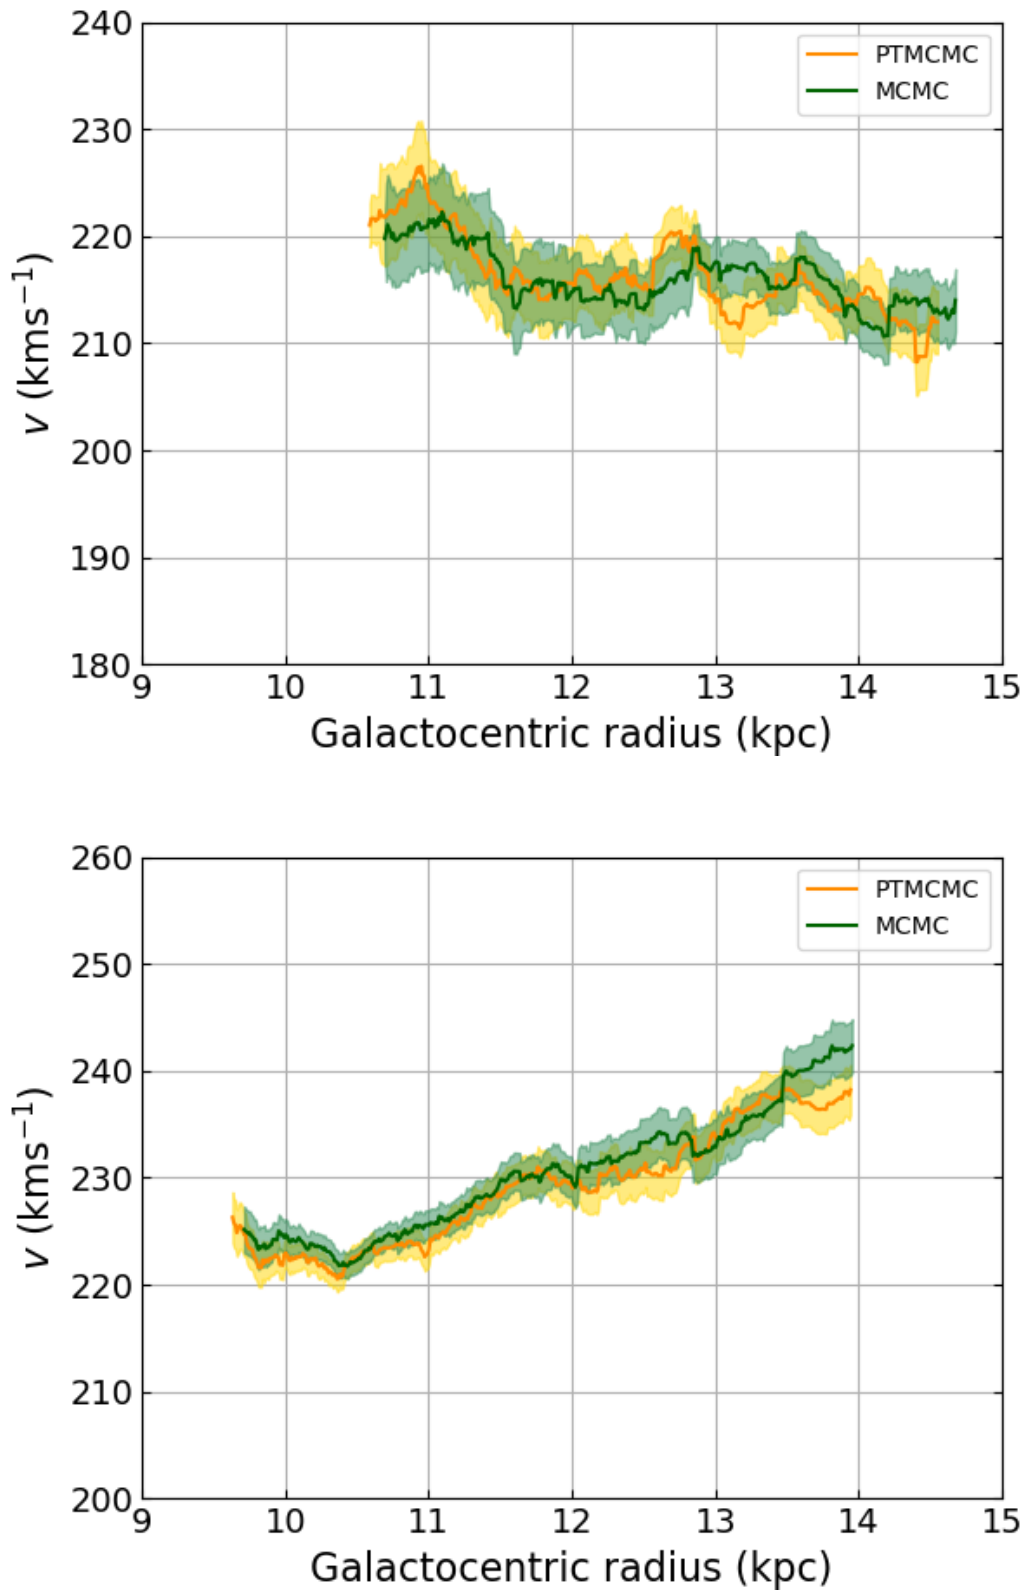 240
230
220
210
200
190
180
v (kms⁻¹)
PTMCMC
MCMC
9 10 11 12 13 14 15
Galactocentric radius (kpc)
260
250
240
230
220
210
200
v (kms⁻¹)
PTMCMC
MCMC
9 10 11 12 13 14 15
Galactocentric radius (kpc)